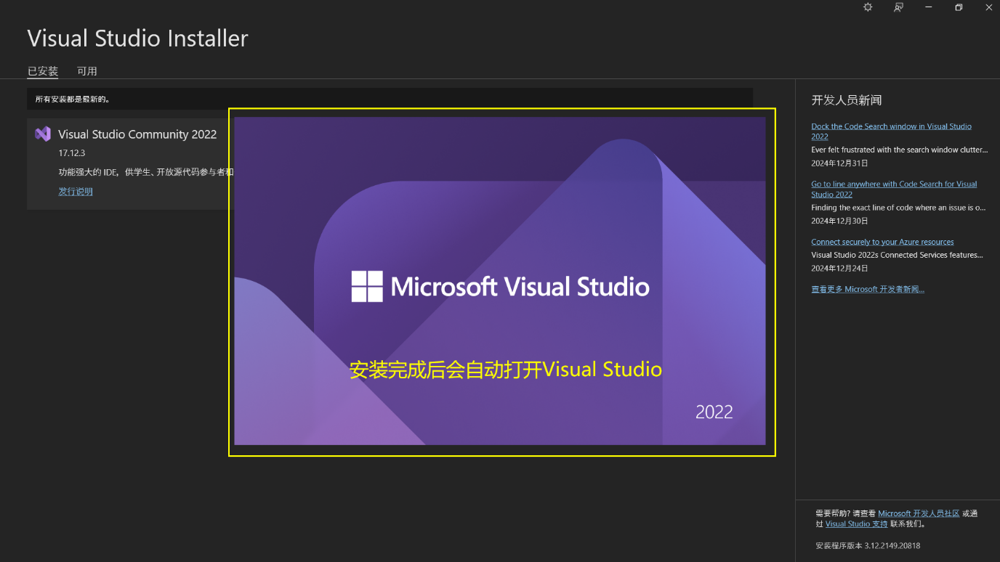 Visual Studio Installer
已安装
可用
所有安装都是最新的。
Visual Studio Community 2022
17.12.3
功能强大的 IDE，供学生、开放源代码参与者和
发行说明
Microsoft Visual Studio
安装完成后会自动打开Visual Studio
2022
开发人员新闻
Dock the Code Search window in Visual Studio
2022
Ever felt frustrated with the search window clutter...
2024年12月31日
Go to line anywhere with Code Search for Visual
Studio 2022
Finding the exact line of code where an issue is o...
2024年12月30日
Connect securely to your Azure resources
Visual Studio 2022s Connected Services features...
2024年12月24日
查看更多 Microsoft 开发者新闻...
需要帮助? 请查看 Microsoft 开发人员社区 或通
过 Visual Studio 支持 联系我们。
安装程序版本 3.12.2149.20818